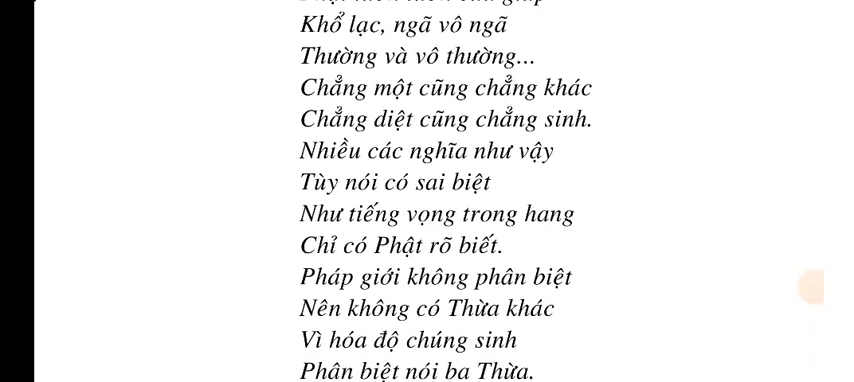 Khổ lạc, ngã vô ngã
Thường và vô thường...
Chẳng một cũng chẳng khác
Chẳng diệt cũng chẳng sinh.
Nhiều các nghĩa như vậy
Tùy nói có sai biệt
Như tiếng vọng trong hang
Chỉ có Phật rõ biết.
Pháp giới không phân biệt
Nên không có Thừa khác
Vì hóa độ chúng sinh
Phân biệt nói ba Thừa.